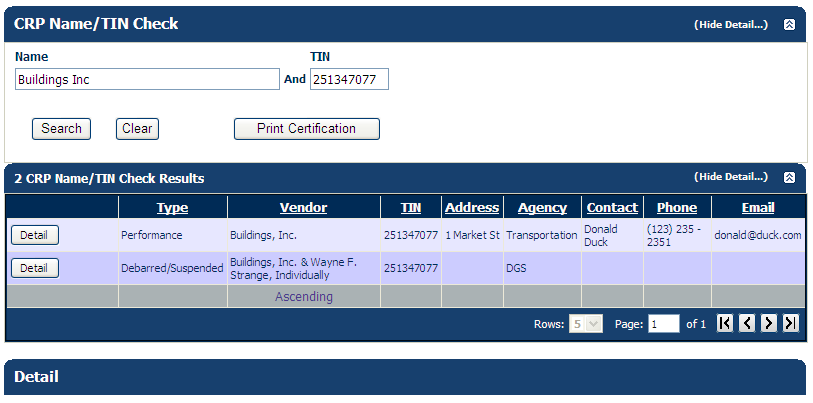 CRP Name/TIN Check (Hide Detail...)
Name TIN
Buildings Inc And 251347077
Search Clear Print Certification
2 CRP Name/TIN Check Results (Hide Detail...)
Type Vendor TIN Address Agency Contact Phone Email
Detail Performance Buildings, Inc. 251347077 1 Market St Transportation Donald Duck (123) 235 - 2351 donald@duck.com
Detail Debarred/Suspended Buildings, Inc. & Wayne F. Strange, Individually 251347077 DGS
Ascending
Rows: 5 Page: 1 of 1
Detail